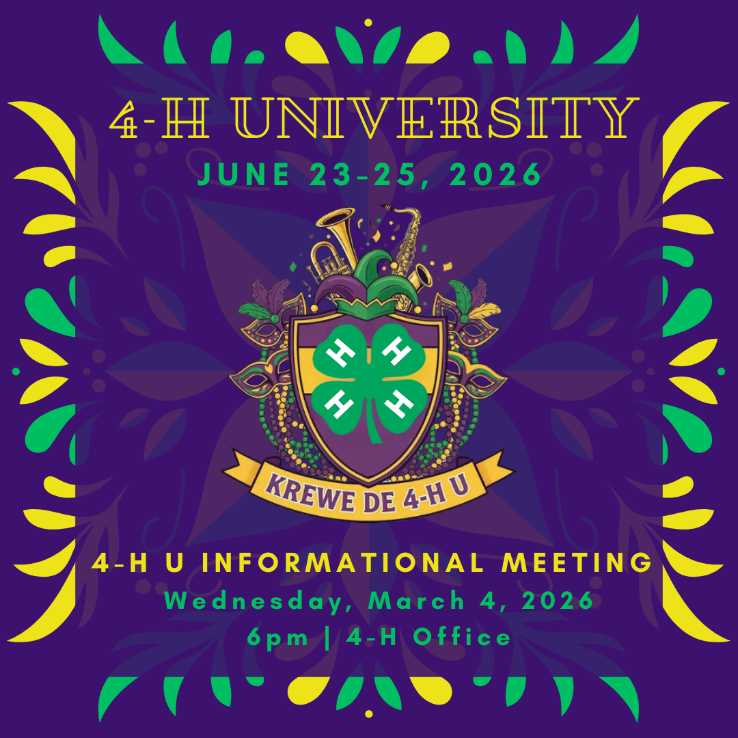 4-H UNIVERSITY
JUNE 23-25, 2026
H H
H H
KREWE DE 4-H U
4-H U INFORMATIONAL MEETING
Wednesday, March 4, 2026
6pm | 4-H Office